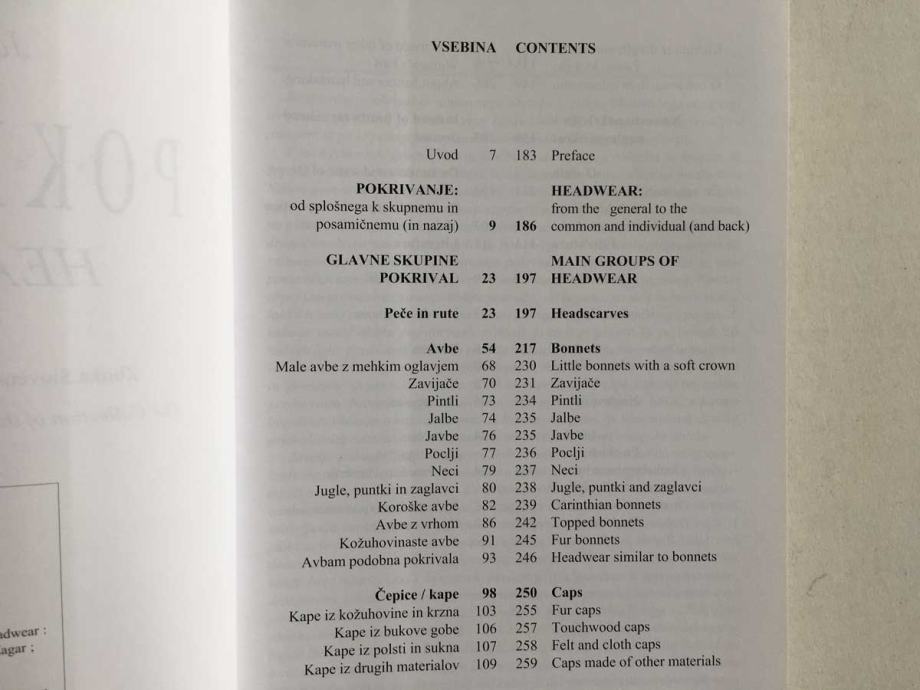 VSEBINA CONTENTS
Uvod 7 183 Preface
POKRIVANJE: HEADWEAR:
od splošnega k skupnemu in from the general to the
posamičnemu (in nazaj) 9 186 common and individual (and back)
GLAVNE SKUPINE MAIN GROUPS OF
POKRIVAL 23 197 HEADWEAR
Peče in rute 23 197 Headscarves
Avbe 54 217 Bonnets
Male avbe z mehkim oglavjem 68 230 Little bonnets with a soft crown
Zavijače 70 231 Zavijače
Pintli 73 234 Pintli
Jalbe 74 235 Jalbe
Javbe 76 235 Javbe
Poclji 77 236 Poclji
Neci 79 237 Neci
Jugle, puntki in zaglavci 80 238 Jugle, puntki and zaglavci
Koroške avbe 82 239 Carinthian bonnets
Avbe z vrhom 86 242 Topped bonnets
Kožuhovinaste avbe 91 245 Fur bonnets
Avbam podobna pokrivala 93 246 Headwear similar to bonnets
Čepice / kape 98 250 Caps
Kape iz kožuhovine in krzna 103 255 Fur caps
Kape iz bukove gobe 106 257 Touchwood caps
Kape iz polsti in sukna 107 258 Felt and cloth caps
Kape iz drugih materialov 109 259 Caps made of other materials
adwear :
agar ;